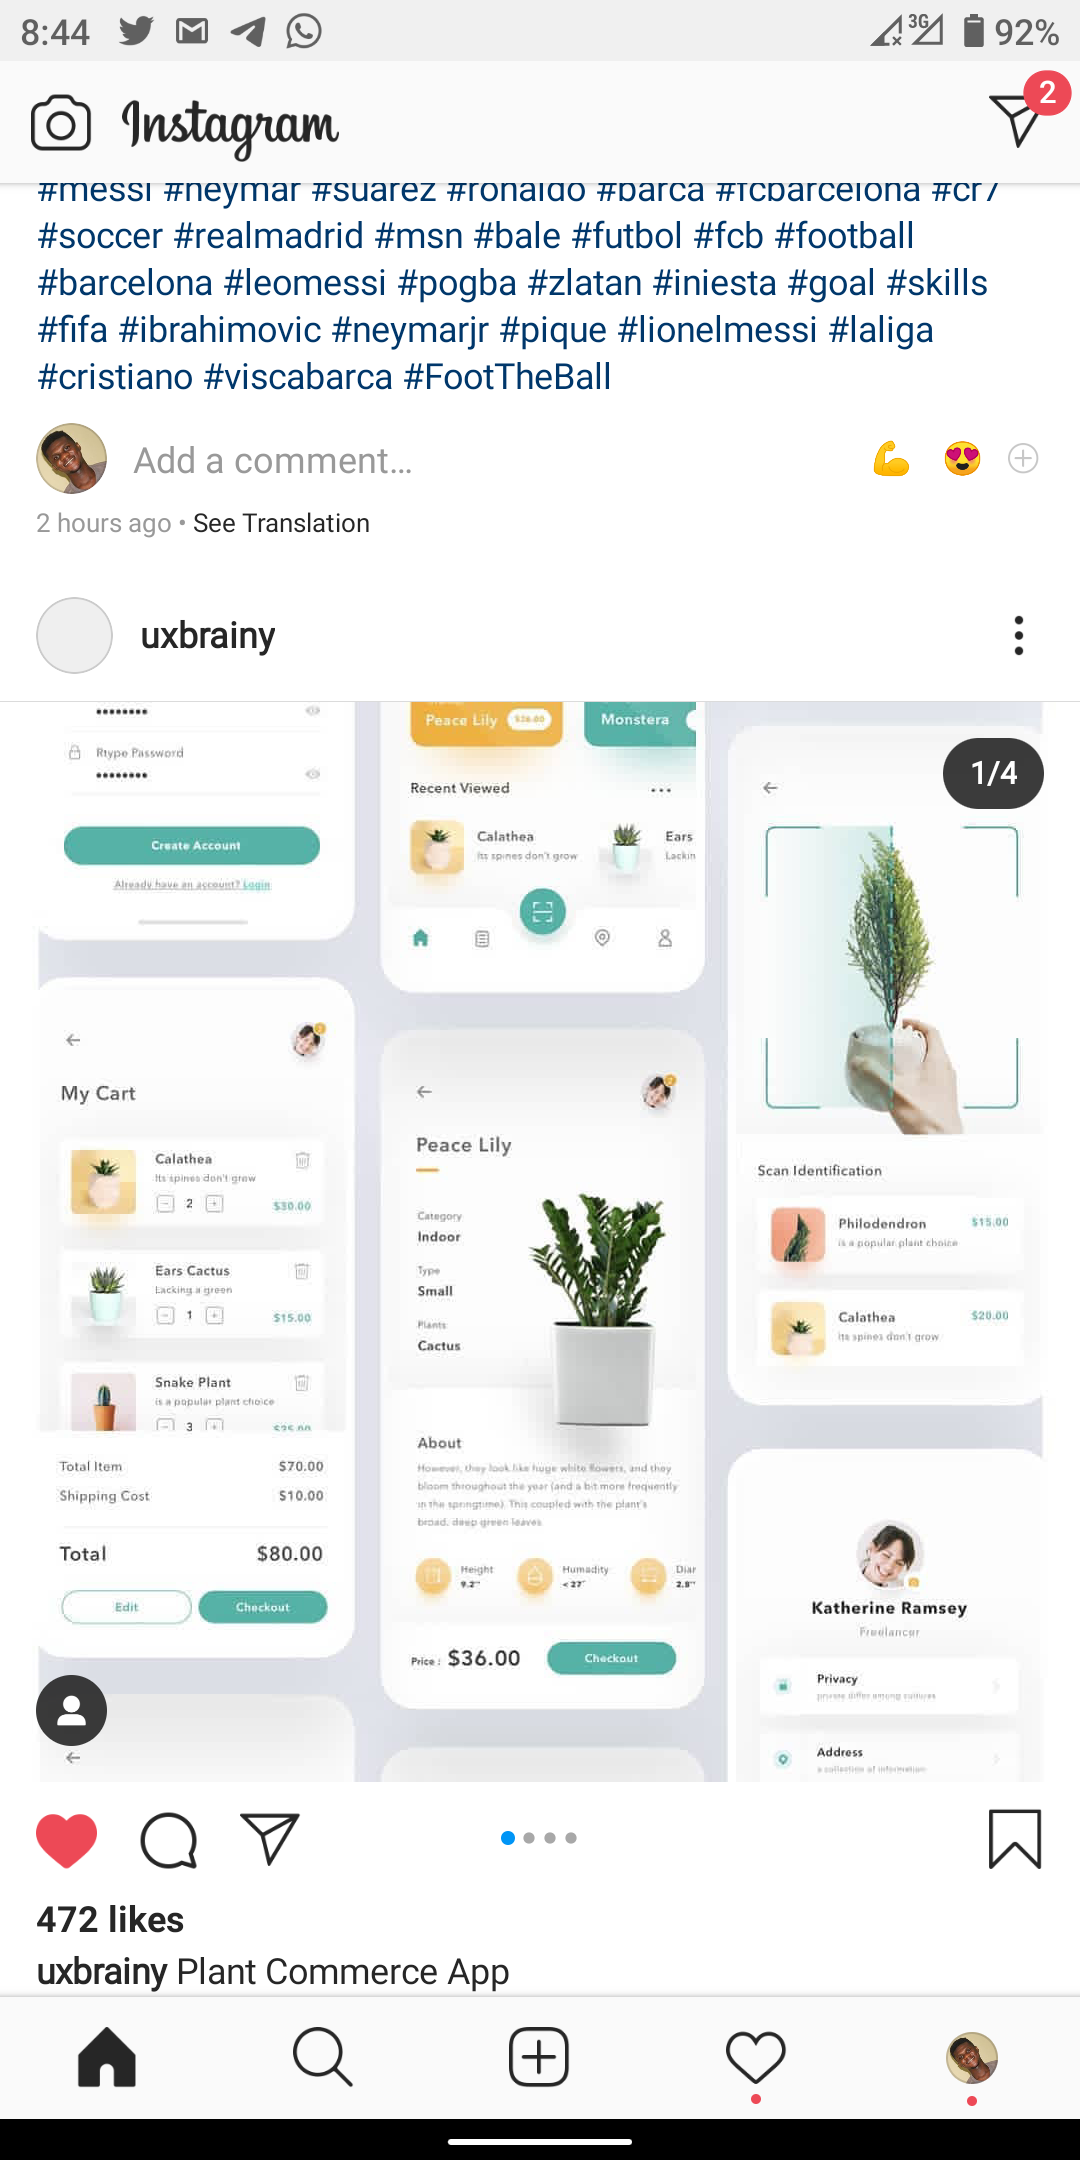 8:44
3G
92%
Instagram
2
#messi #neymar #suarez #ronaldo #barca #fcbarcelona #cr7
#soccer #realmadrid #msn #bale #futbol #fcb #football
#barcelona #leomessi #pogba #zlatan #iniesta #goal #skills
#fifa #ibrahimovic #neymarjr #pique #lionelmessi #laliga
#cristiano #viscabarca #FootTheBall
Add a comment...
2 hours ago • See Translation
uxbrainy
1/4
Rtype Password
Create Account
Already have an account? Login
Peace Lily $36.00
Monstera
Recent Viewed
Calathea
Its spines don't grow
Ears
Lackin
My Cart
Calathea
Its spines don't grow
2
$30.00
Ears Cactus
Lacking a green
1
$15.00
Snake Plant
is a popular plant choice
3
$25.00
Total Item $70.00
Shipping Cost $10.00
Total $80.00
Edit
Checkout
Peace Lily
Category
Indoor
Type
Small
Plants
Cactus
About
However, they look like huge white flowers, and they
bloom throughout the year (and a bit more frequently
in the springtime). This coupled with the plant's
broad, deep green leaves
Height
9.2"
Humadity
< 27°
Diar
2.8"
Price : $36.00
Checkout
Scan Identification
Philodendron $15.00
is a popular plant choice
Calathea $20.00
Its spines don't grow
Katherine Ramsey
Freelancer
Privacy
private differ among cultures
Address
a collection of information
472 likes
uxbrainy Plant Commerce App